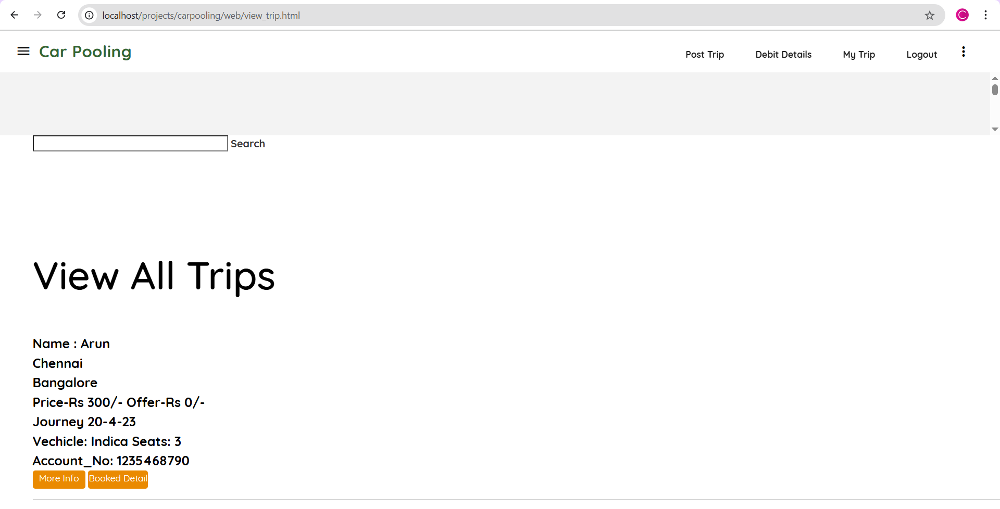 localhost/projects/carpooling/web/view_trip.html
C
Car Pooling
Post Trip
Debit Details
My Trip
Logout
Search
View All Trips
Name : Arun
Chennai
Bangalore
Price-Rs 300/- Offer-Rs 0/-
Journey 20-4-23
Vechicle: Indica Seats: 3
Account_No: 1235468790
More Info
Booked Detail